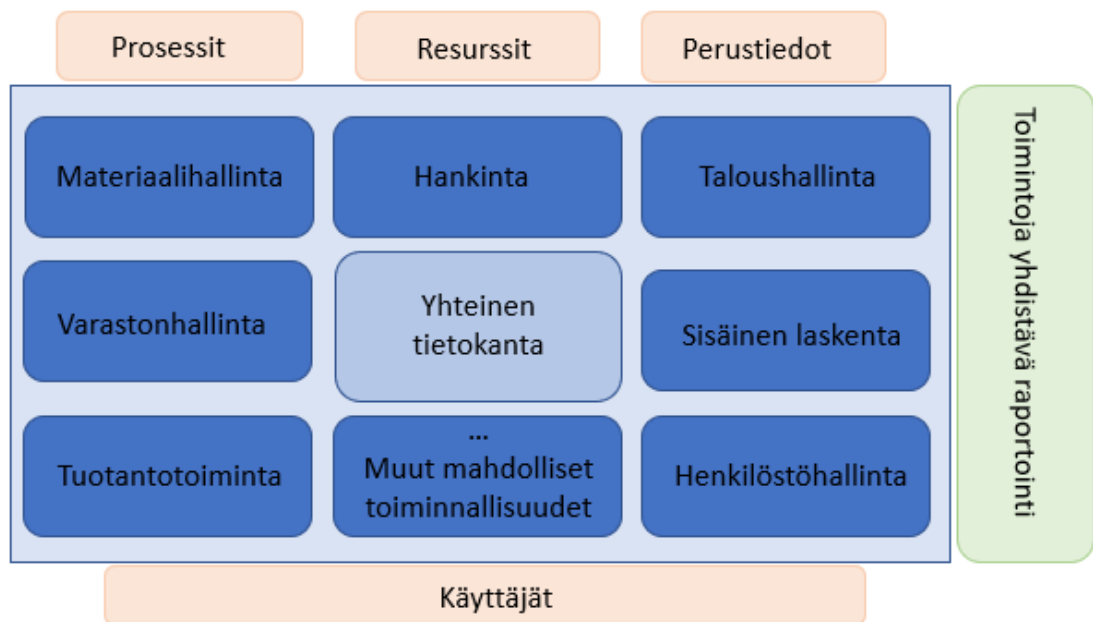 Prosessit
Resurssit
Perustiedot
Materiaalihallinta
Hankinta
Taloushallinta
Varastonhallinta
Yhteinen
tietokanta
Sisäinen laskenta
Tuotantotoiminta
...
Muut mahdolliset
toiminnallisuudet
Henkilöstöhallinta
Toimintoja yhdistävä raportointi
Käyttäjät